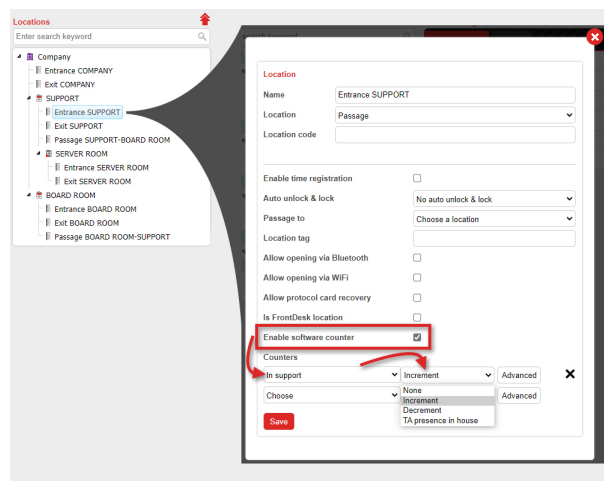 Locations
Enter search keyword
Company
Entrance COMPANY
Exit COMPANY
SUPPORT
Entrance SUPPORT
Exit SUPPORT
Passage SUPPORT-BOARD ROOM
SERVER ROOM
Entrance SERVER ROOM
Exit SERVER ROOM
BOARD ROOM
Entrance BOARD ROOM
Exit BOARD ROOM
Passage BOARD ROOM-SUPPORT
search keyword
Location
Name Entrance SUPPORT
Location Passage
Location code
Enable time registration
Auto unlock & lock No auto unlock & lock
Passage to Choose a location
Location tag
Allow opening via Bluetooth
Allow opening via WiFi
Allow protocol card recovery
Is FrontDesk location
Enable software counter
Counters
In support Increment Advanced
Choose Advanced
None
Increment
Decrement
TA presence in house
Save